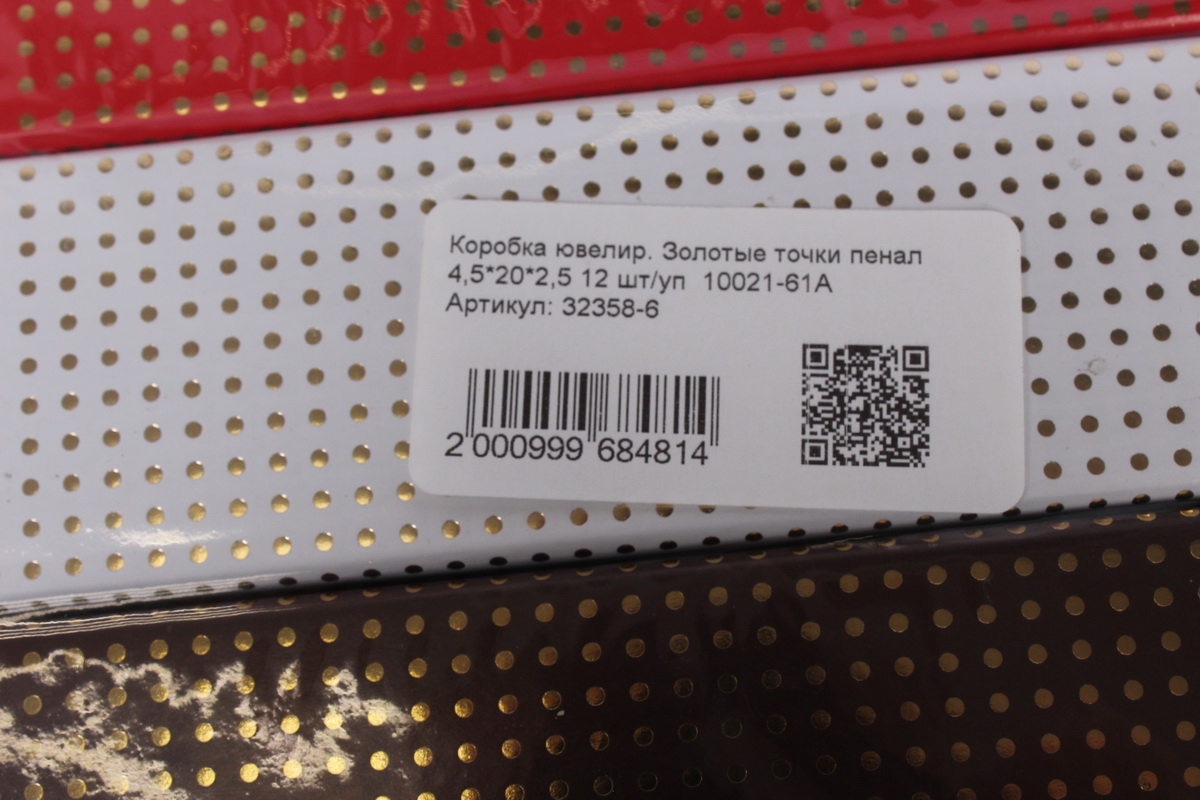 Коробка ювелир. Золотые точки пенал
4,5*20*2,5 12 шт/уп 10021-61А
Артикул: 32358-6
2 000999 684814